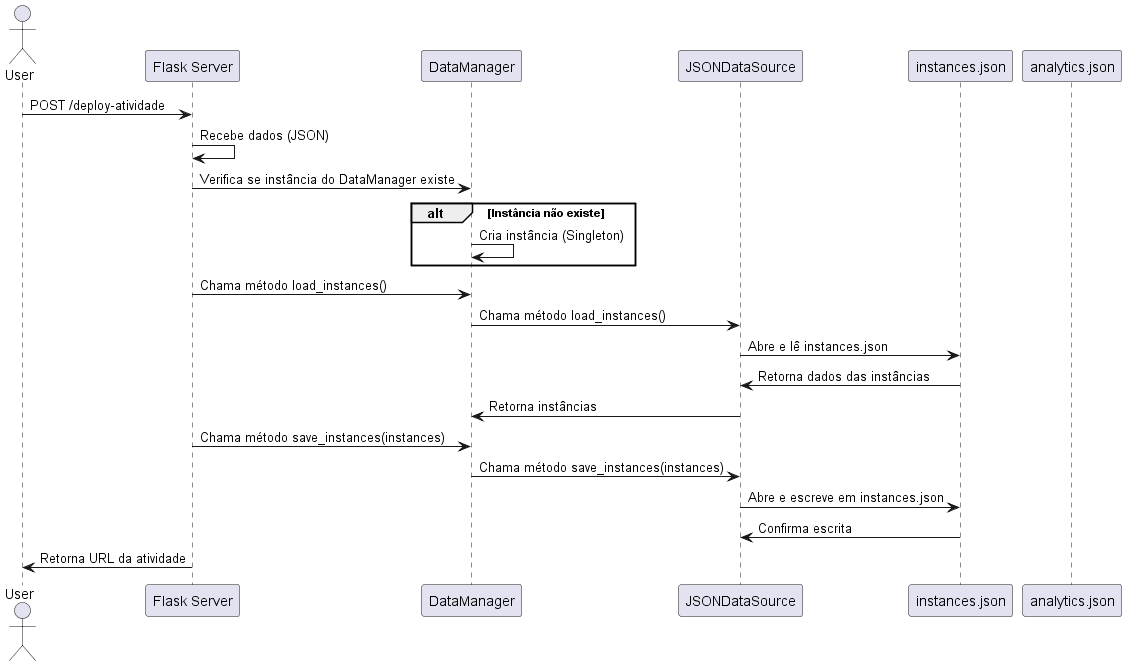 User
Flask Server
DataManager
JSONDataSource
instances.json
analytics.json
POST /deploy-atividade
Recebe dados (JSON)
Verifica se instância do DataManager existe
alt
[Instância não existe]
Cria instância (Singleton)
Chama método load_instances()
Chama método load_instances()
Abre e lê instances.json
Retorna dados das instâncias
Retorna instâncias
Chama método save_instances(instances)
Chama método save_instances(instances)
Abre e escreve em instances.json
Confirma escrita
Retorna URL da atividade
User
Flask Server
DataManager
JSONDataSource
instances.json
analytics.json